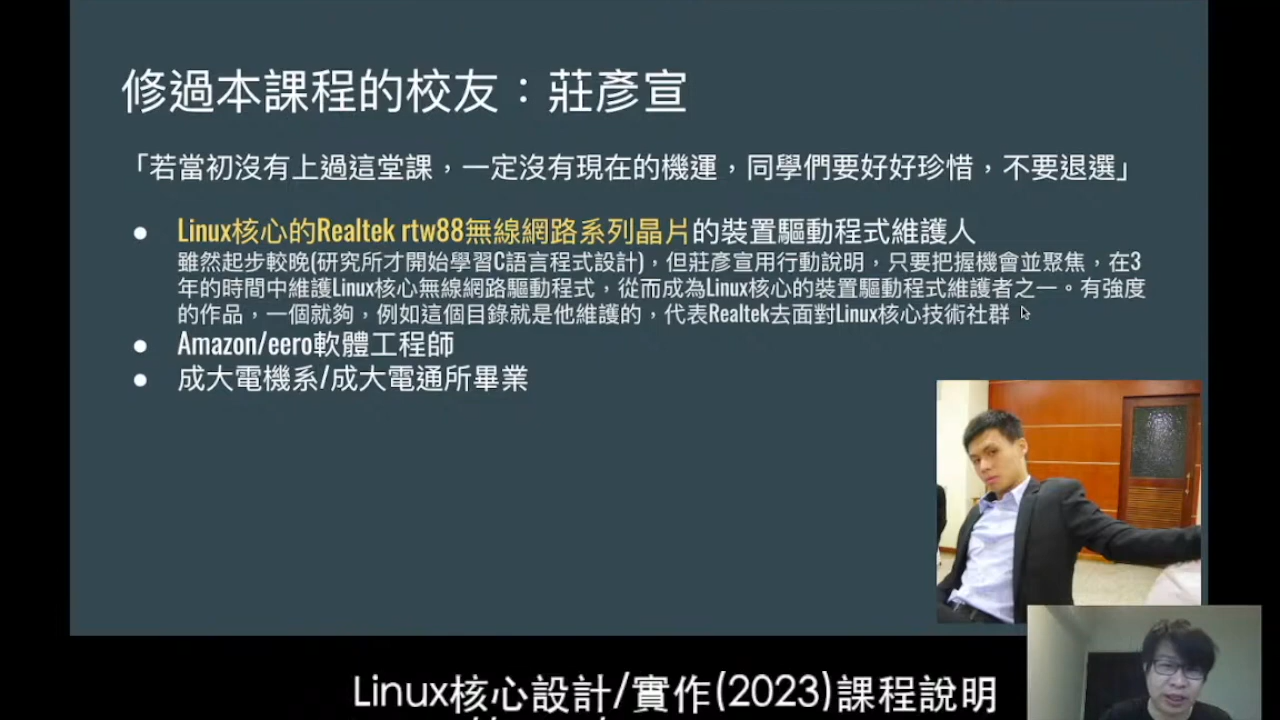 修過本課程的校友：莊彥宣
「若當初沒有上過這堂課，一定沒有現在的機運，同學們要好好珍惜，不要退選」
● Linux核心的Realtek rtw88無線網路系列晶片的裝置驅動程式維護人
雖然起步較晚(研究所才開始學習C語言程式設計)，但莊彥宣用行動說明，只要把握機會並聚焦，在3
年的時間中維護Linux核心無線網路驅動程式，從而成為Linux核心的裝置驅動程式維護者之一。有強度
的作品，一個就夠，例如這個目錄就是他維護的，代表Realtek去面對Linux核心技術社群
● Amazon/eero軟體工程師
● 成大電機系/成大電通所畢業
Linux核心設計/實作(2023)課程說明